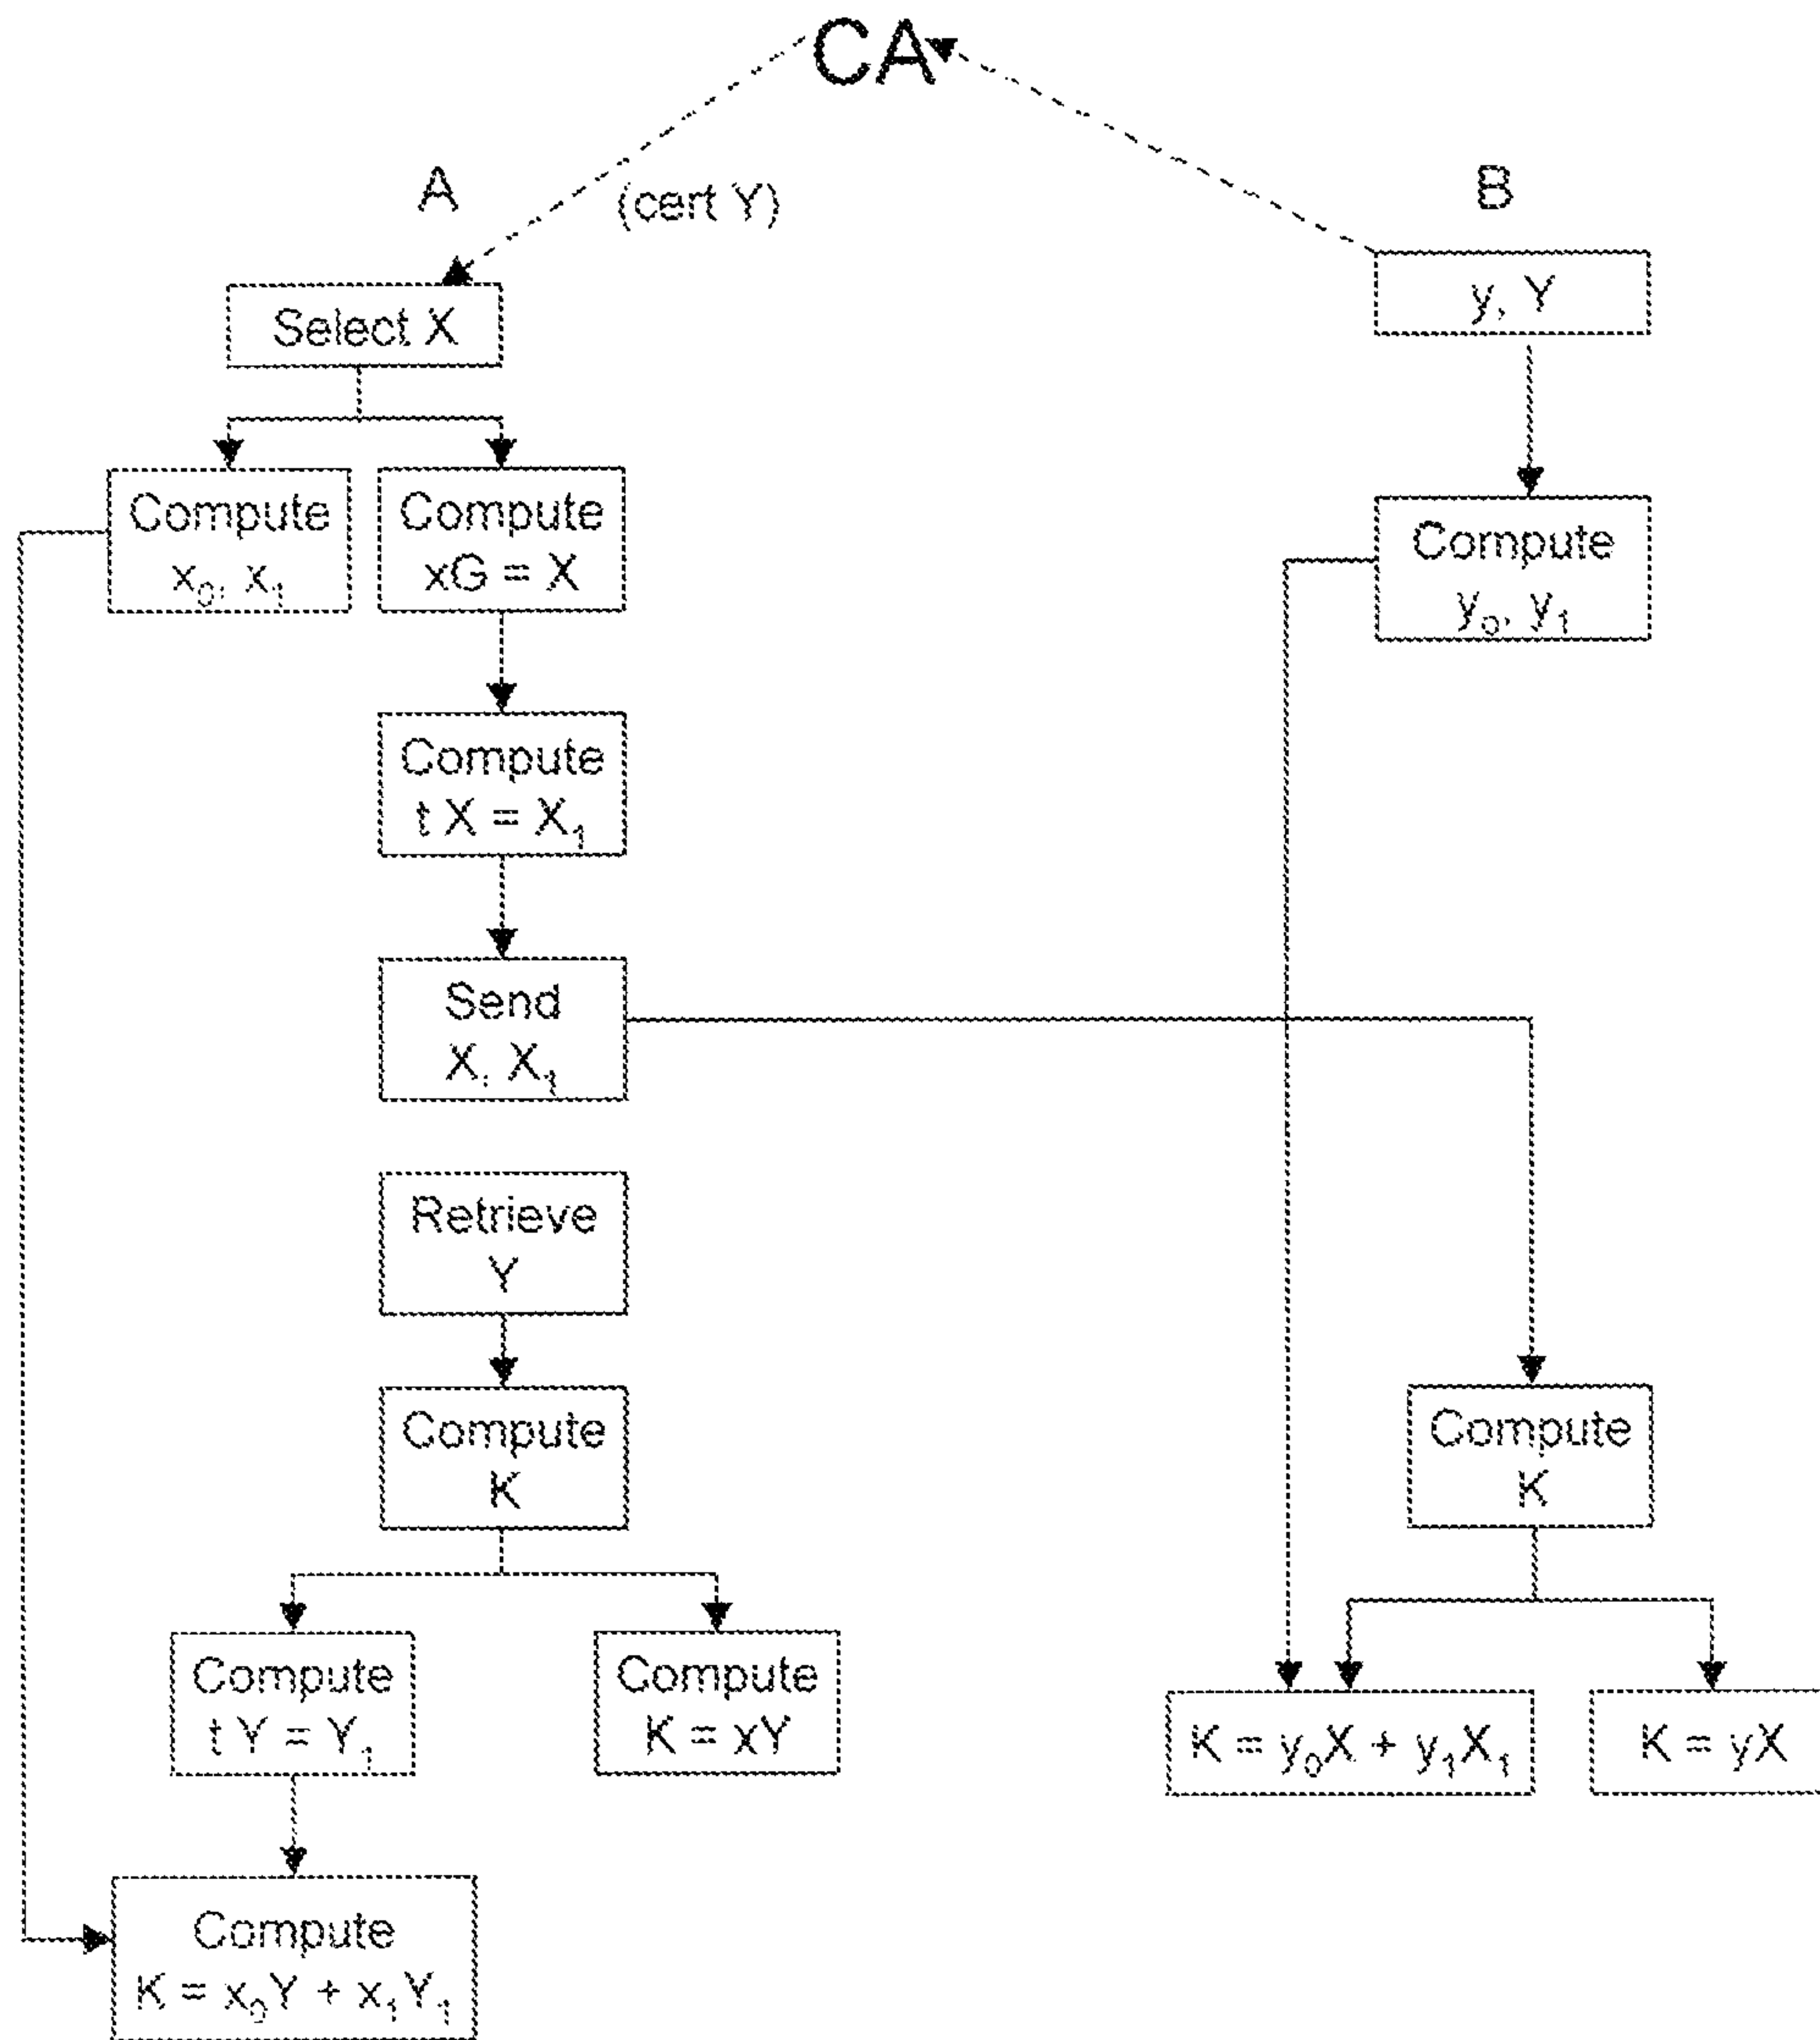 CA
A
(cert Y)
B
Select X
y, Y
Compute
x₀, x₁
Compute
xG = X
Compute
y₀, y₁
Compute
t X = X₁
Send
X, X₁
Retrieve
Y
Compute
K
Compute
K
Compute
t Y = Y₁
Compute
K = xY
K = y₀X + y₁X₁
K = yX
Compute
K = x₀Y + x₁Y₁